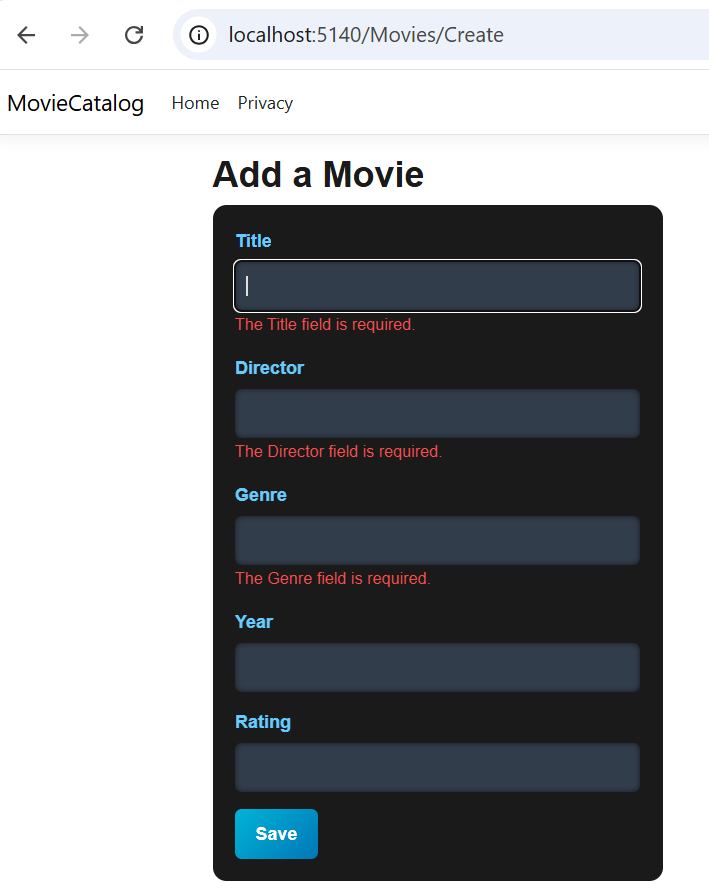 localhost:5140/Movies/Create
MovieCatalog Home Privacy
Add a Movie
Title
The Title field is required.
Director
The Director field is required.
Genre
The Genre field is required.
Year
Rating
Save